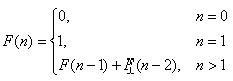 F(n) = { 0, n = 0
1, n = 1
F(n−1) + F(n−2), n > 1